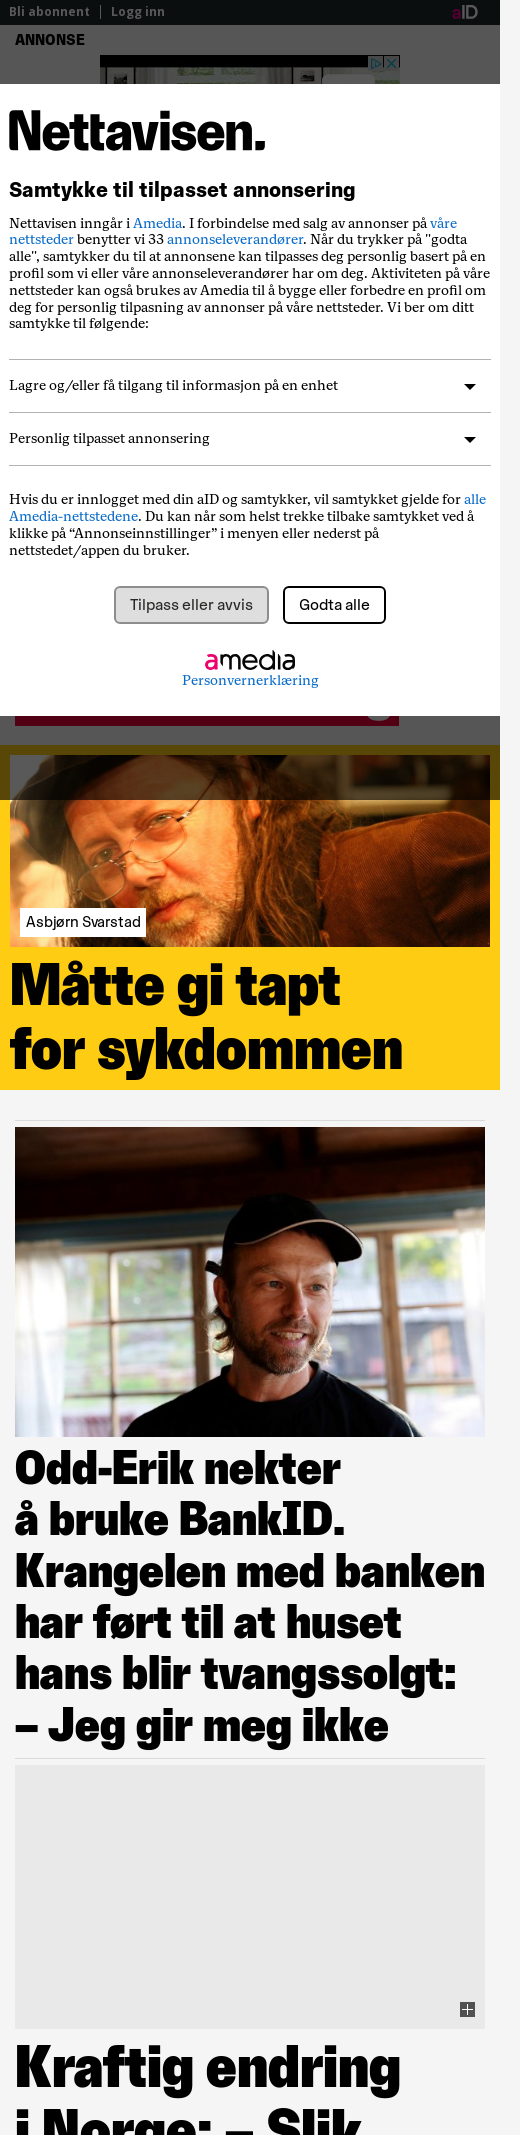 Bli abonnent | Logg inn aID
ANNONSE
Nettavisen.
Samtykke til tilpasset annonsering
Nettavisen inngår i Amedia. I forbindelse med salg av annonser på våre
nettsteder benytter vi 33 annonseleverandører. Når du trykker på "godta
alle", samtykker du til at annonsene kan tilpasses deg personlig basert på en
profil som vi eller våre annonseleverandører har om deg. Aktiviteten på våre
nettsteder kan også brukes av Amedia til å bygge eller forbedre en profil om
deg for personlig tilpasning av annonser på våre nettsteder. Vi ber om ditt
samtykke til følgende:
Lagre og/eller få tilgang til informasjon på en enhet
Personlig tilpasset annonsering
Hvis du er innlogget med din aID og samtykker, vil samtykket gjelde for alle
Amedia-nettstedene. Du kan når som helst trekke tilbake samtykket ved å
klikke på “Annonseinnstillinger” i menyen eller nederst på
nettstedet/appen du bruker.
Tilpass eller avvis Godta alle
amedia
Personvernerklæring
Asbjørn Svarstad
Måtte gi tapt
for sykdommen
Odd-Erik nekter
å bruke BankID.
Krangelen med banken
har ført til at huset
hans blir tvangssolgt:
– Jeg gir meg ikke
Kraftig endring
i Norge: – Slik